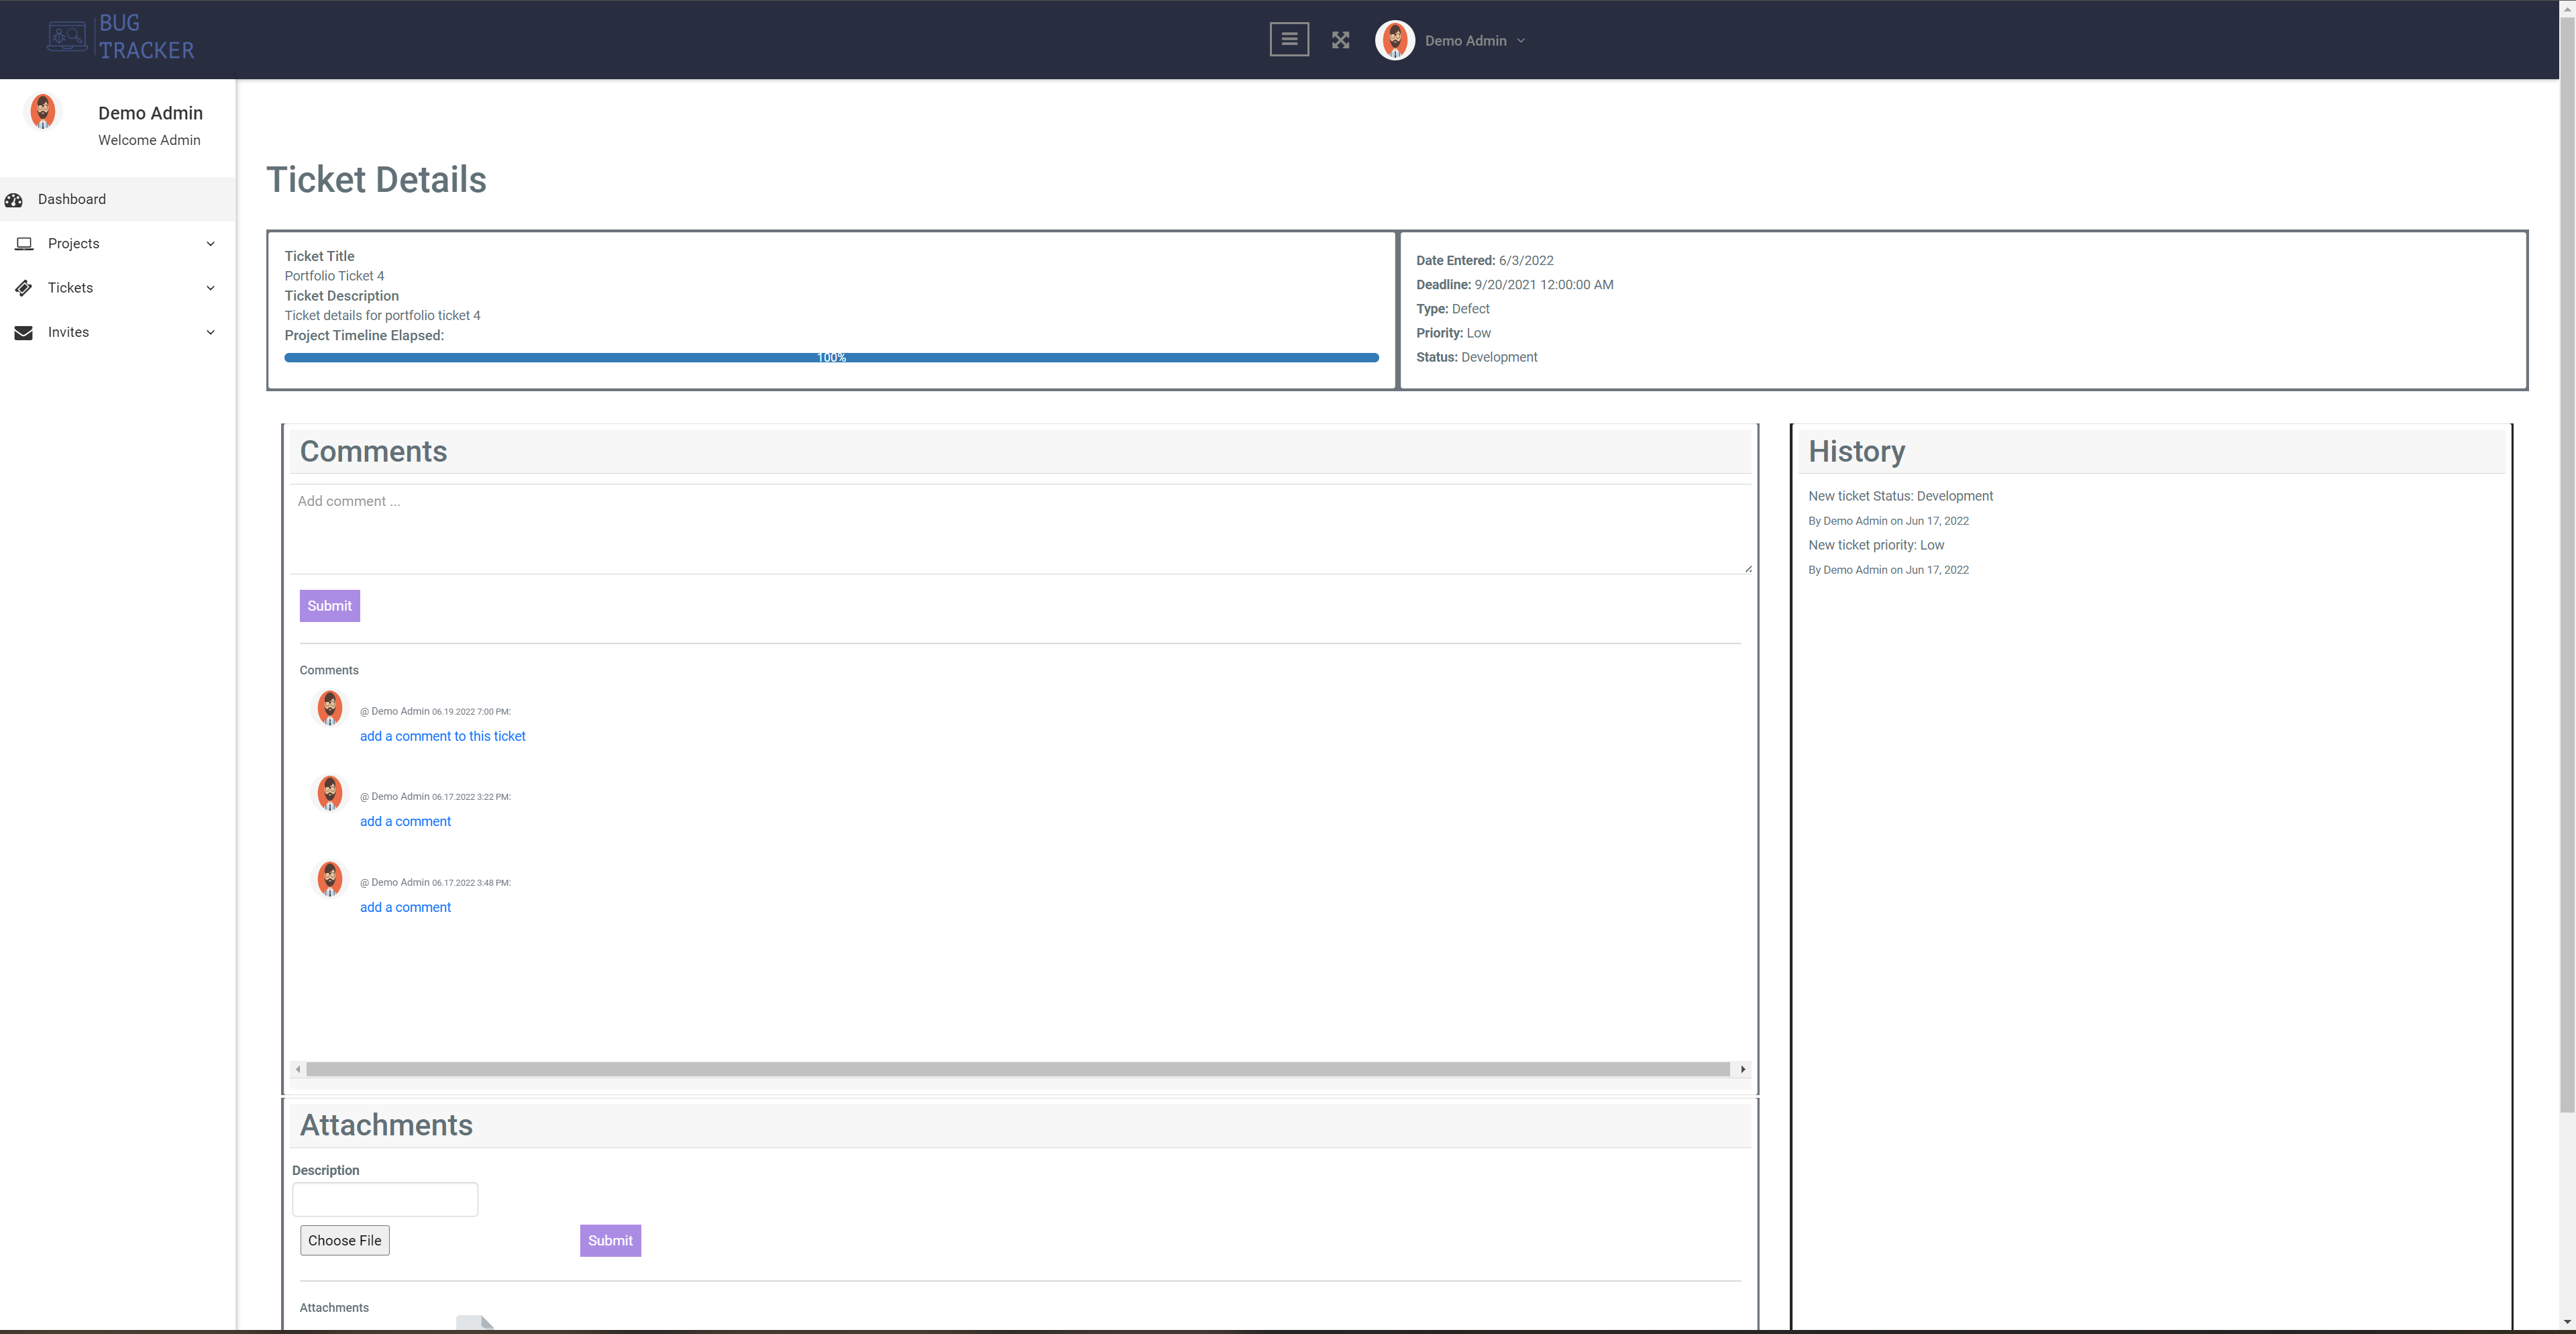 BUG
TRACKER
Demo Admin
Demo Admin
Welcome Admin
Dashboard
Projects
Tickets
Invites
Ticket Details
Ticket Title
Portfolio Ticket 4
Ticket Description
Ticket details for portfolio ticket 4
Project Timeline Elapsed:
100%
Date Entered: 6/3/2022
Deadline: 9/20/2021 12:00:00 AM
Type: Defect
Priority: Low
Status: Development
Comments
Add comment ...
Submit
Comments
@ Demo Admin 06.19.2022 7:00 PM:
add a comment to this ticket
@ Demo Admin 06.17.2022 3:22 PM:
add a comment
@ Demo Admin 06.17.2022 3:48 PM:
add a comment
History
New ticket Status: Development
By Demo Admin on Jun 17, 2022
New ticket priority: Low
By Demo Admin on Jun 17, 2022
Attachments
Description
Choose File
Submit
Attachments